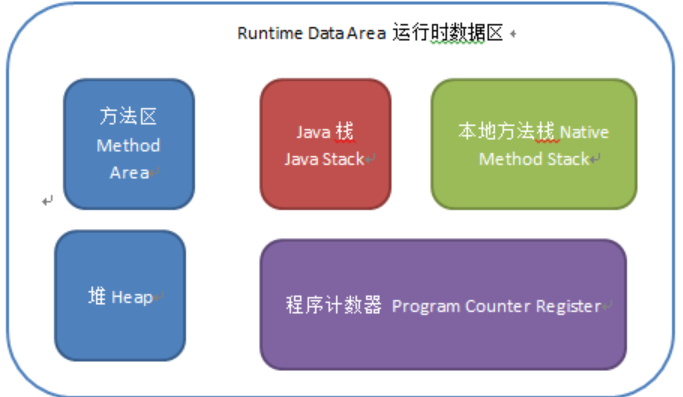 Runtime Data Area 运行时数据区
方法区
Method
Area
Java 栈
Java Stack
本地方法栈 Native
Method Stack
堆 Heap
程序计数器 Program Counter Register